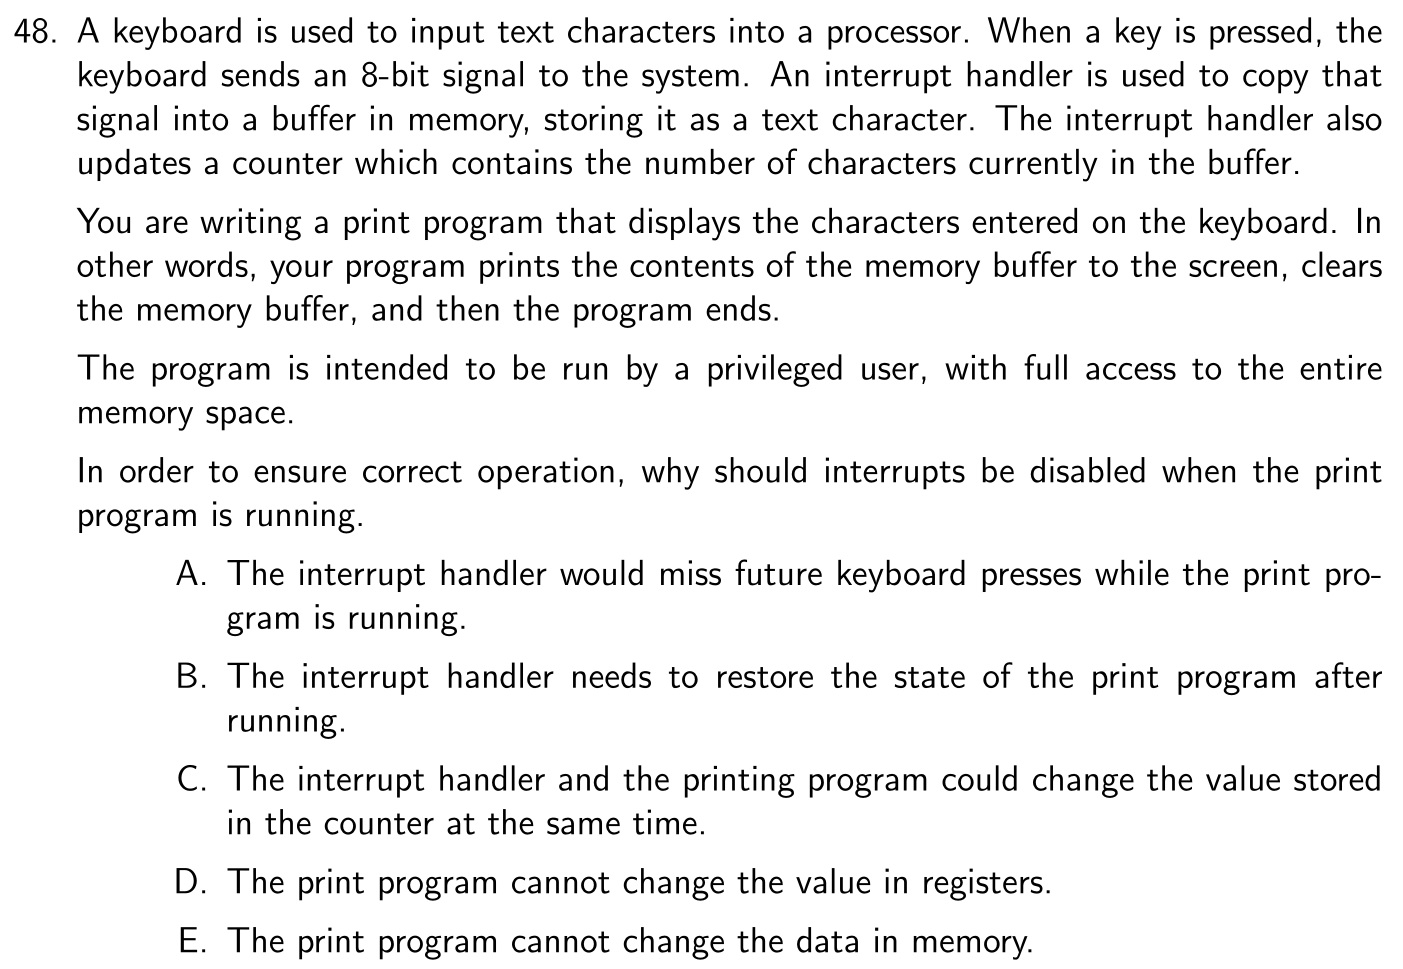 48. A keyboard is used to input text characters into a processor. When a key is pressed, the
keyboard sends an 8-bit signal to the system. An interrupt handler is used to copy that
signal into a buffer in memory, storing it as a text character. The interrupt handler also
updates a counter which contains the number of characters currently in the buffer.
You are writing a print program that displays the characters entered on the keyboard. In
other words, your program prints the contents of the memory buffer to the screen, clears
the memory buffer, and then the program ends.
The program is intended to be run by a privileged user, with full access to the entire
memory space.
In order to ensure correct operation, why should interrupts be disabled when the print
program is running.
A. The interrupt handler would miss future keyboard presses while the print pro-
gram is running.
B. The interrupt handler needs to restore the state of the print program after
running.
C. The interrupt handler and the printing program could change the value stored
in the counter at the same time.
D. The print program cannot change the value in registers.
E. The print program cannot change the data in memory.